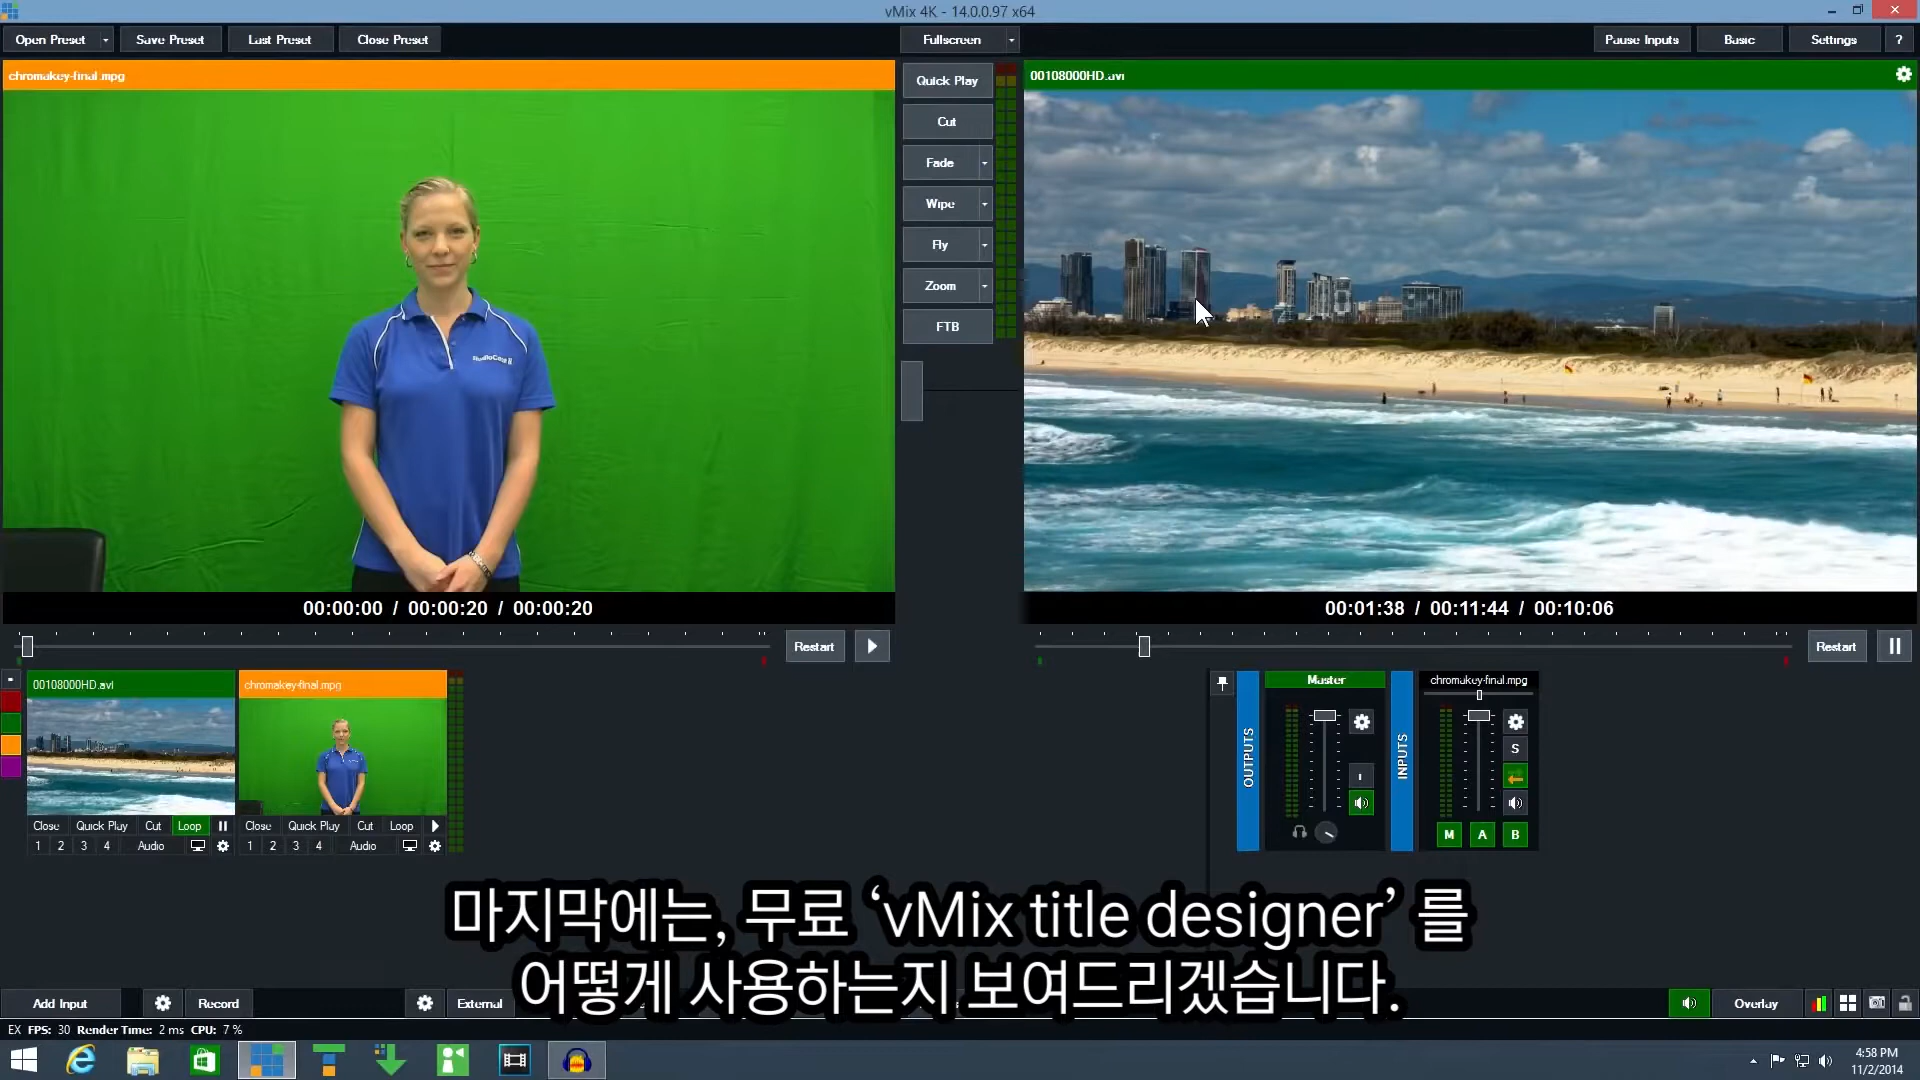 vMix 4K - 14.0.0.97 x64
Open Preset
Save Preset
Last Preset
Close Preset
Fullscreen
Pause Inputs
Basic
Settings
?
chromakey-final.mpg
Quick Play
Cut
Fade
Wipe
Fly
Zoom
FTB
00108000HD.avi
00:00:00 / 00:00:20 / 00:00:20
Restart
00:01:38 / 00:11:44 / 00:10:06
Restart
00108000HD.avi
chromakey-final.mpg
Close Quick Play Cut Loop
1 2 3 4 Audio
Close Quick Play Cut Loop
1 2 3 4 Audio
OUTPUTS
Master
INPUTS
chromakey-final.mpg
S
M A B
마지막에는, 무료 ‘vMix title designer’ 를
어떻게 사용하는지 보여드리겠습니다.
Add Input
Record
External
Overlay
EX FPS: 30 Render Time: 2 ms CPU: 7 %
4:58 PM
11/2/2014